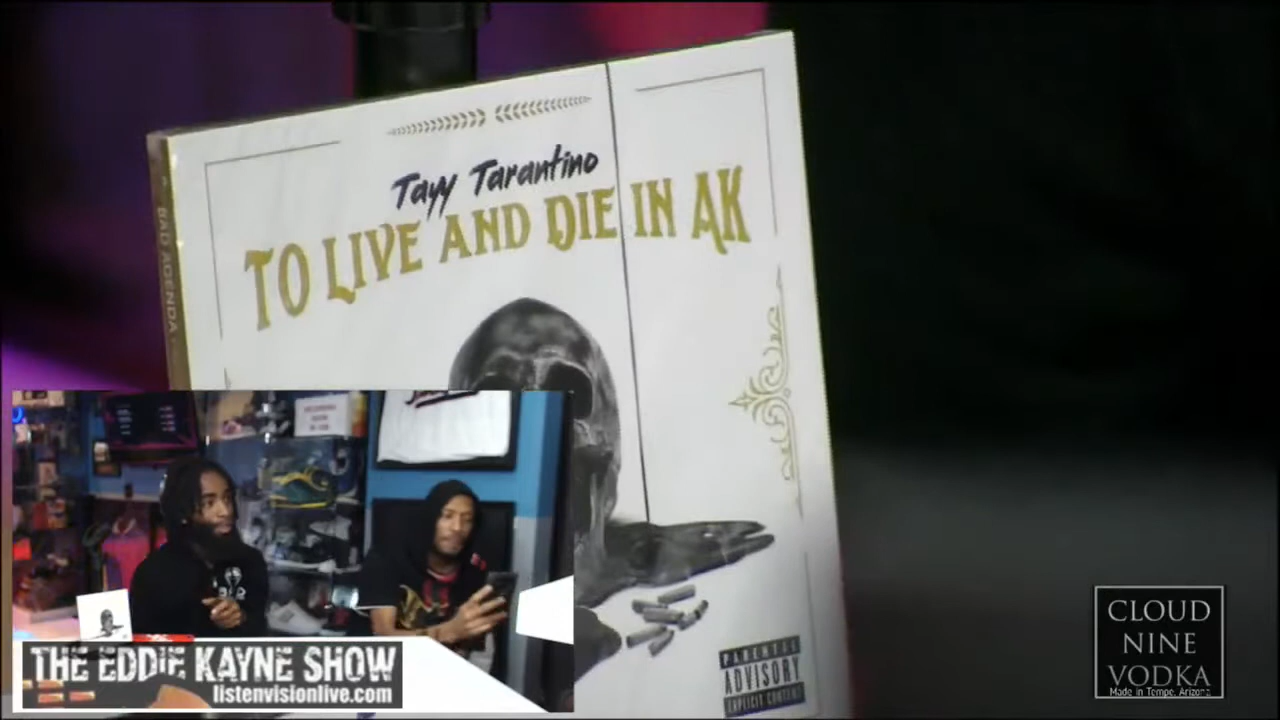 Tayy Tarantino
TO LIVE AND DIE IN AK
BAD AGENDA
PARENTAL
ADVISORY
EXPLICIT CONTENT
THE EDDIE KAYNE SHOW
listenvisionlive.com
CLOUD
NINE
VODKA
Made in Tempe, Arizona